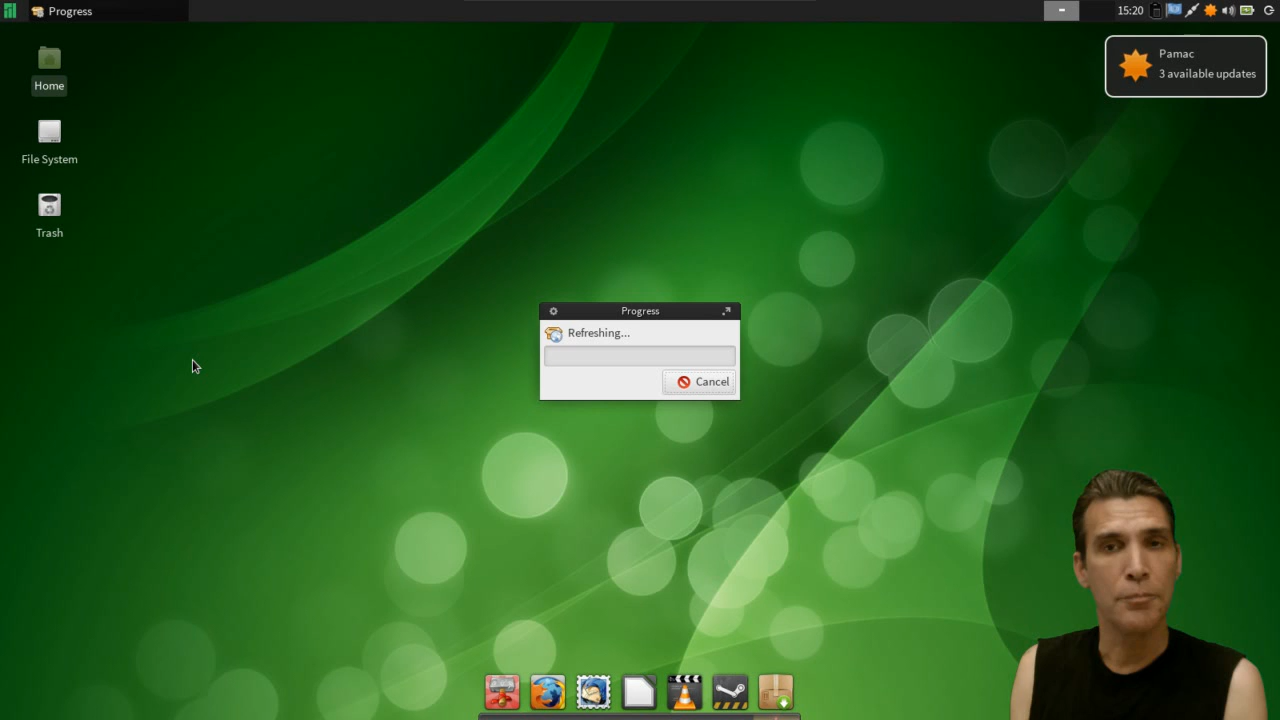 Progress
15:20
Pamac
3 available updates
Home
File System
Trash
Progress
Refreshing...
Cancel